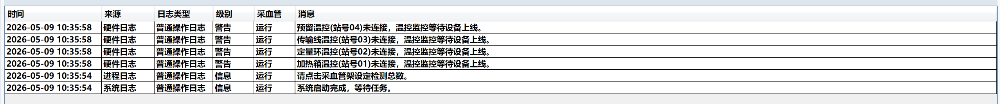 时间 来源 日志类型 级别 采血管 消息
2026-05-09 10:35:58 硬件日志 普通操作日志 警告 运行 预留温控(站号04)未连接，温控监控等待设备上线。
2026-05-09 10:35:58 硬件日志 普通操作日志 警告 运行 传输线温控(站号03)未连接，温控监控等待设备上线。
2026-05-09 10:35:58 硬件日志 普通操作日志 警告 运行 定量环温控(站号02)未连接，温控监控等待设备上线。
2026-05-09 10:35:58 硬件日志 普通操作日志 警告 运行 加热箱温控(站号01)未连接，温控监控等待设备上线。
2026-05-09 10:35:54 进程日志 普通操作日志 信息 运行 请点击采血管架设定检测总数。
2026-05-09 10:35:54 系统日志 普通操作日志 信息 运行 系统启动完成，等待任务。